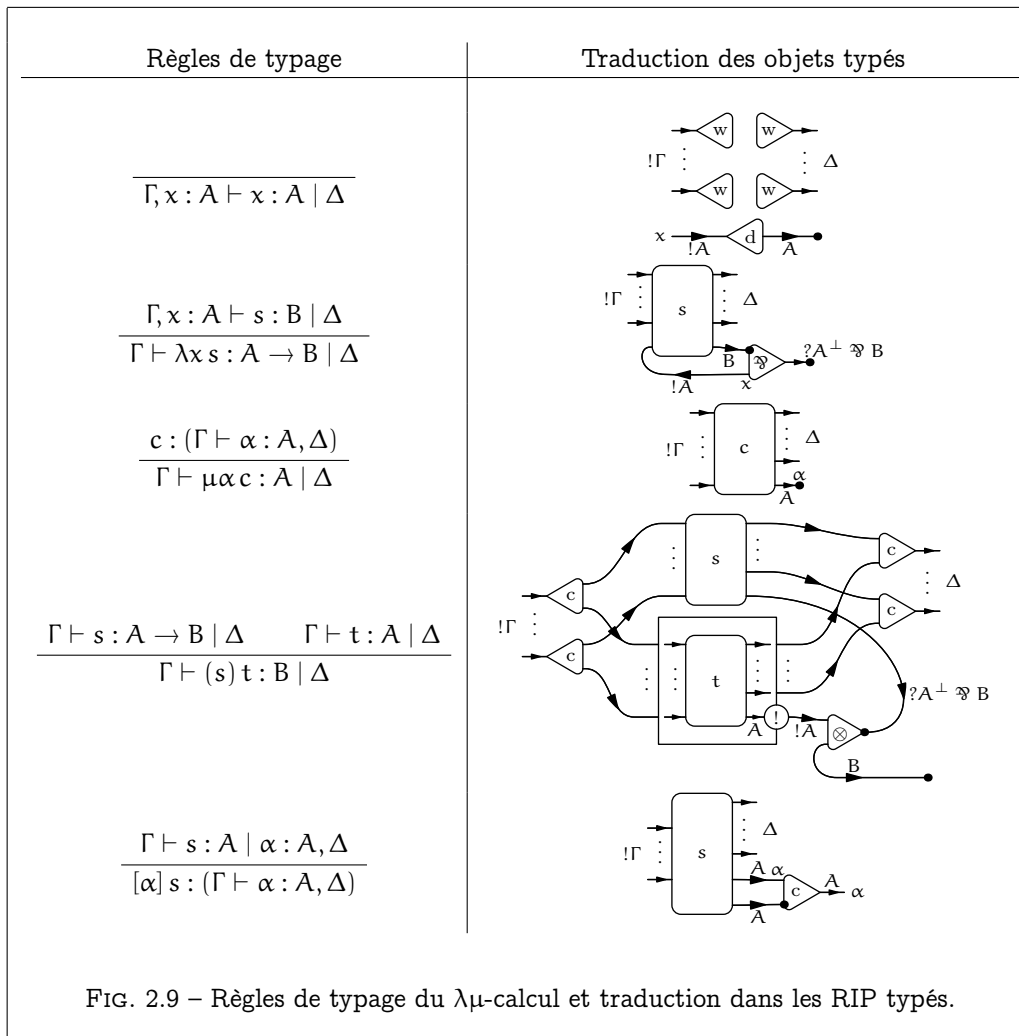 Règles de typage
Traduction des objets typés
Γ, x : A ⊢ x : A | Δ
w w
!Γ ⋮ ⋮ Δ
w w
x !A d A
Γ, x : A ⊢ s : B | Δ
Γ ⊢ λx s : A → B | Δ
!Γ ⋮ s ⋮ Δ
B ⅋ ?A⊥ ⅋ B
!A x
c : (Γ ⊢ α : A, Δ)
Γ ⊢ μα c : A | Δ
!Γ ⋮ c ⋮ Δ
α
A
Γ ⊢ s : A → B | Δ Γ ⊢ t : A | Δ
Γ ⊢ (s) t : B | Δ
⋮ s ⋮ c
c ⋮ Δ
!Γ ⋮ c
c ⋮ ⋮ t ⋮ ⋮
?A⊥ ⅋ B
A ! !A ⊗
B
Γ ⊢ s : A | α : A, Δ
[α] s : (Γ ⊢ α : A, Δ)
!Γ ⋮ s ⋮ Δ
A α c A α
A
FIG. 2.9 – Règles de typage du λμ-calcul et traduction dans les RIP typés.